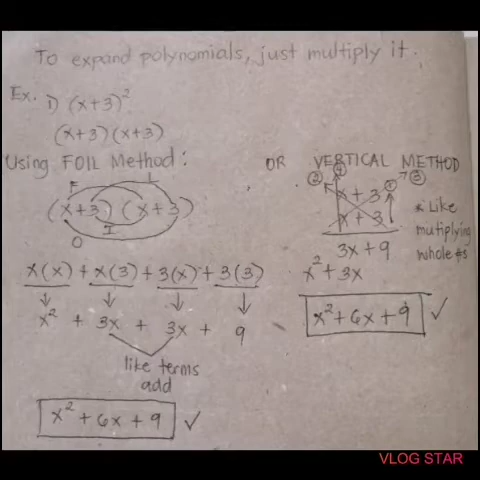 To expand polynomials, just multiply it.
Ex. 1) (x+3)²
(x+3)(x+3)
Using FOIL Method:
F L
(x+3)(x+3)
I
O
x(x) + x(3) + 3(x) + 3(3)
x² + 3x + 3x + 9
like terms
add
x² + 6x + 9 ✓
OR VERTICAL METHOD
x + 3
x + 3
3x + 9
x² + 3x
x² + 6x + 9 ✓
* Like
mutiplying
whole #s
VLOG STAR